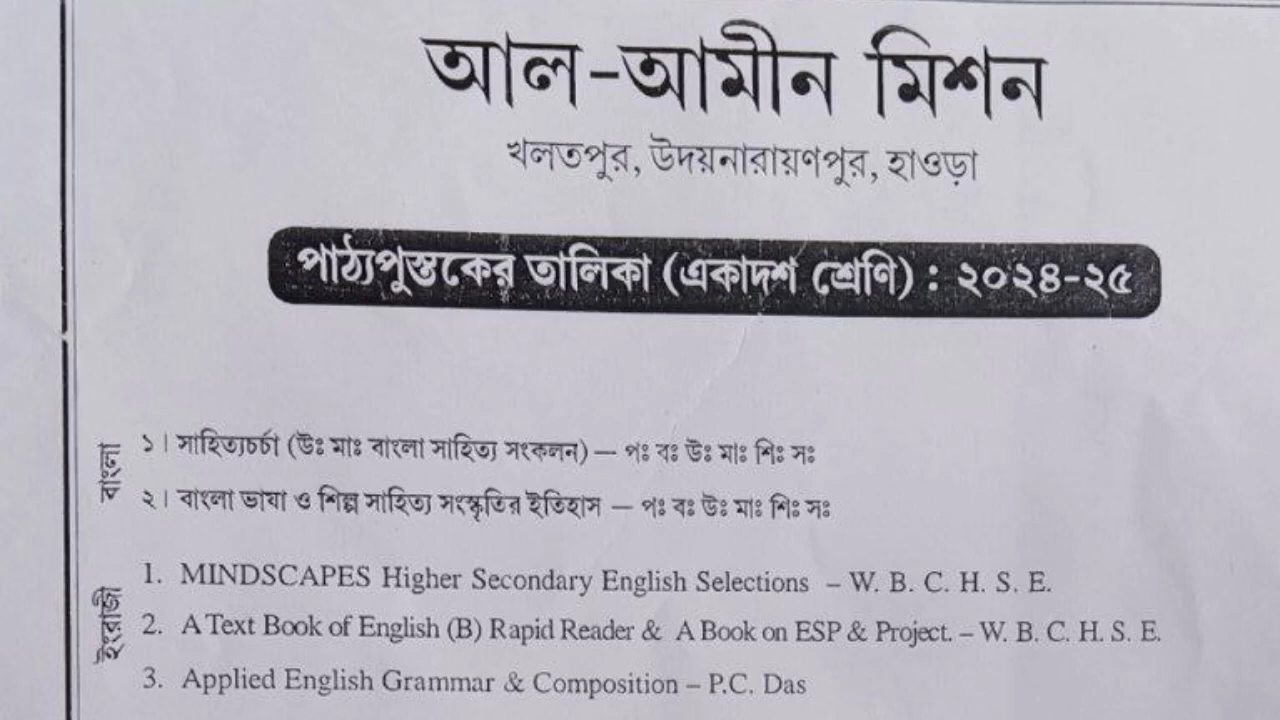 আল-আমীন মিশন
খলতপুর, উদয়নারায়ণপুর, হাওড়া
পাঠ্যপুস্তকের তালিকা (একাদশ শ্রেণি) : ২০২৪-২৫
বাংলা
১। সাহিত্যচর্চা (উঃ মাঃ বাংলা সাহিত্য সংকলন) — পঃ বঃ উঃ মাঃ শিঃ সঃ
২। বাংলা ভাষা ও শিল্প সাহিত্য সংস্কৃতির ইতিহাস — পঃ বঃ উঃ মাঃ শিঃ সঃ
ইংরাজী
1. MINDSCAPES Higher Secondary English Selections – W. B. C. H. S. E.
2. A Text Book of English (B) Rapid Reader & A Book on ESP & Project. – W. B. C. H. S. E.
3. Applied English Grammar & Composition – P.C. Das